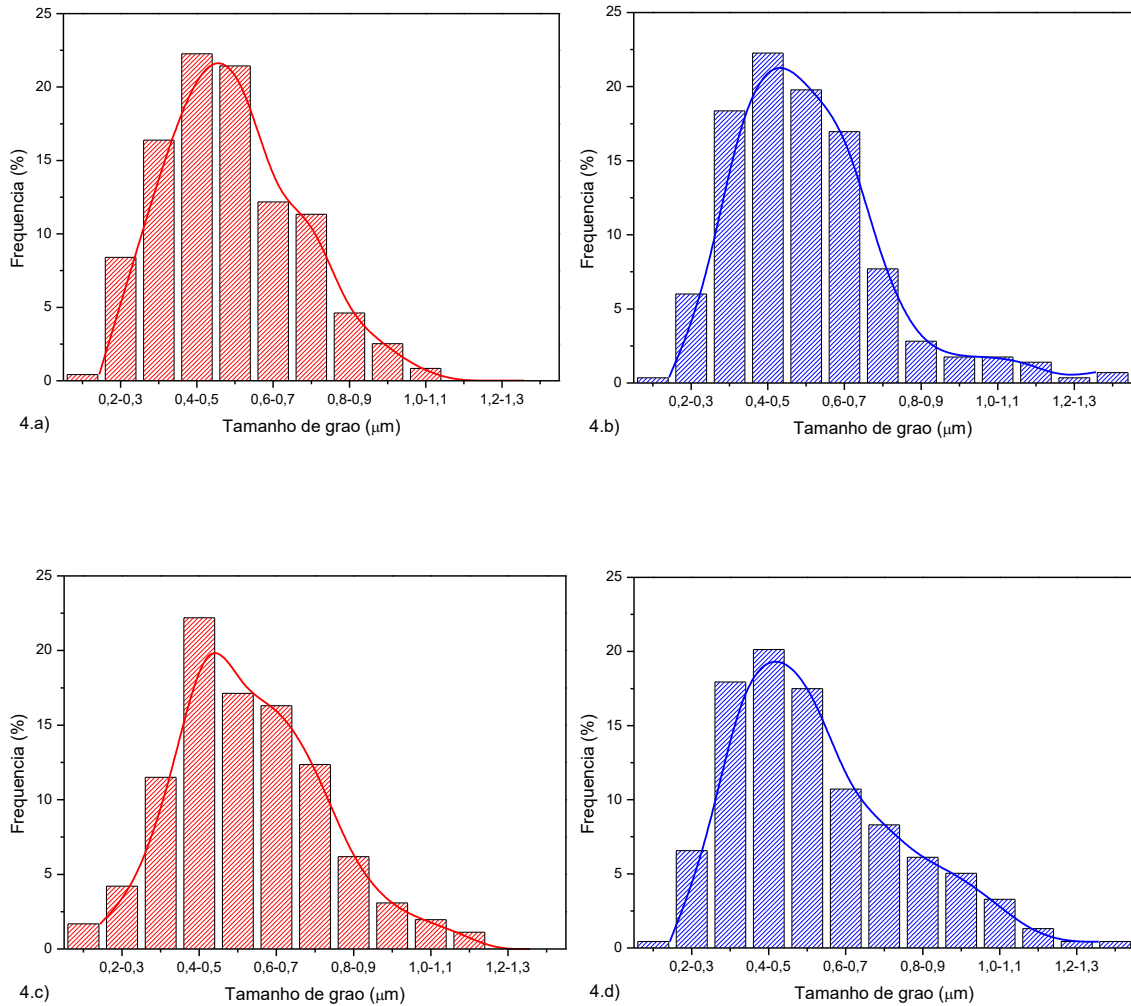 25
20
15
10
5
0
Frequencia (%)
0,2-0,3 0,4-0,5 0,6-0,7 0,8-0,9 1,0-1,1 1,2-1,3
Tamanho de grao (μm)
4.a)
25
20
15
10
5
0
Frequencia (%)
0,2-0,3 0,4-0,5 0,6-0,7 0,8-0,9 1,0-1,1 1,2-1,3
Tamanho de grao (μm)
4.b)
25
20
15
10
5
0
Frequencia (%)
0,2-0,3 0,4-0,5 0,6-0,7 0,8-0,9 1,0-1,1 1,2-1,3
Tamanho de grao (μm)
4.c)
25
20
15
10
5
0
Frequencia (%)
0,2-0,3 0,4-0,5 0,6-0,7 0,8-0,9 1,0-1,1 1,2-1,3
Tamanho de grao (μm)
4.d)